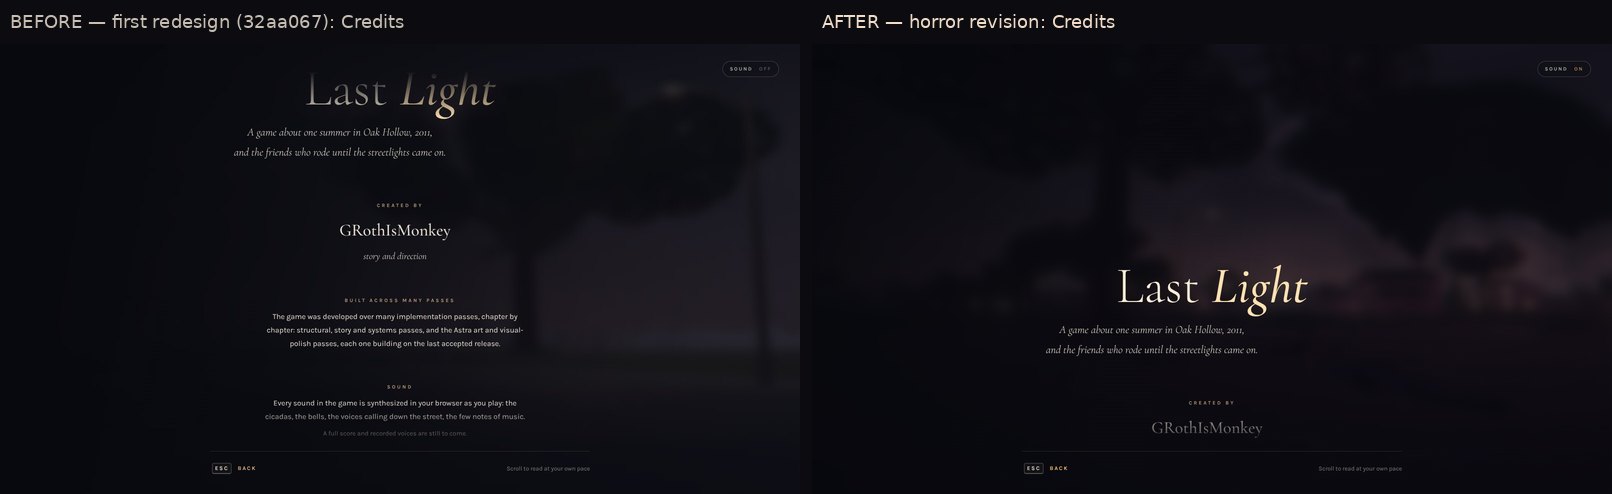 BEFORE — first redesign (32aa067): Credits
SOUND OFF
Last Light
A game about one summer in Oak Hollow, 2011,
and the friends who rode until the streetlights came on.
CREATED BY
GRothIsMonkey
story and direction
BUILT ACROSS MANY PASSES
The game was developed over many implementation passes, chapter by
chapter: structural, story and systems passes, and the Astra art and visual-
polish passes, each one building on the last accepted release.
SOUND
Every sound in the game is synthesized in your browser as you play: the
cicadas, the bells, the voices calling down the street, the few notes of music.
A full score and recorded voices are still to come.
ESC BACK
Scroll to read at your own pace
AFTER — horror revision: Credits
SOUND ON
Last Light
A game about one summer in Oak Hollow, 2011,
and the friends who rode until the streetlights came on.
CREATED BY
GRothIsMonkey
ESC BACK
Scroll to read at your own pace